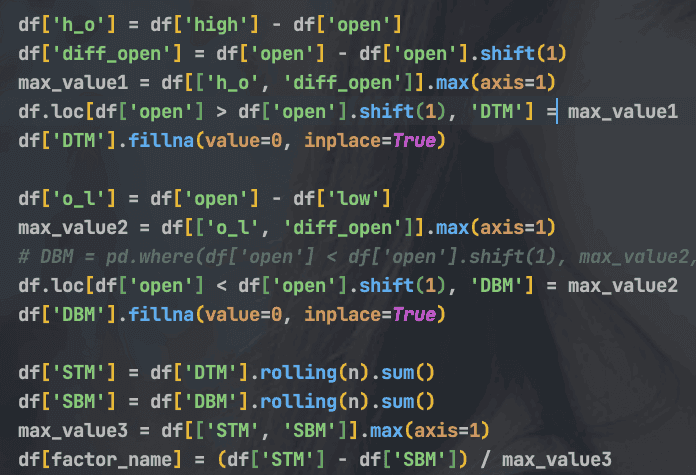 df['h_o'] = df['high'] - df['open']
df['diff_open'] = df['open'] - df['open'].shift(1)
max_value1 = df[['h_o', 'diff_open']].max(axis=1)
df.loc[df['open'] > df['open'].shift(1), 'DTM'] = max_value1
df['DTM'].fillna(value=0, inplace=True)

df['o_l'] = df['open'] - df['low']
max_value2 = df[['o_l', 'diff_open']].max(axis=1)
# DBM = pd.where(df['open'] < df['open'].shift(1), max_value2,
df.loc[df['open'] < df['open'].shift(1), 'DBM'] = max_value2
df['DBM'].fillna(value=0, inplace=True)

df['STM'] = df['DTM'].rolling(n).sum()
df['SBM'] = df['DBM'].rolling(n).sum()
max_value3 = df[['STM', 'SBM']].max(axis=1)
df[factor_name] = (df['STM'] - df['SBM']) / max_value3